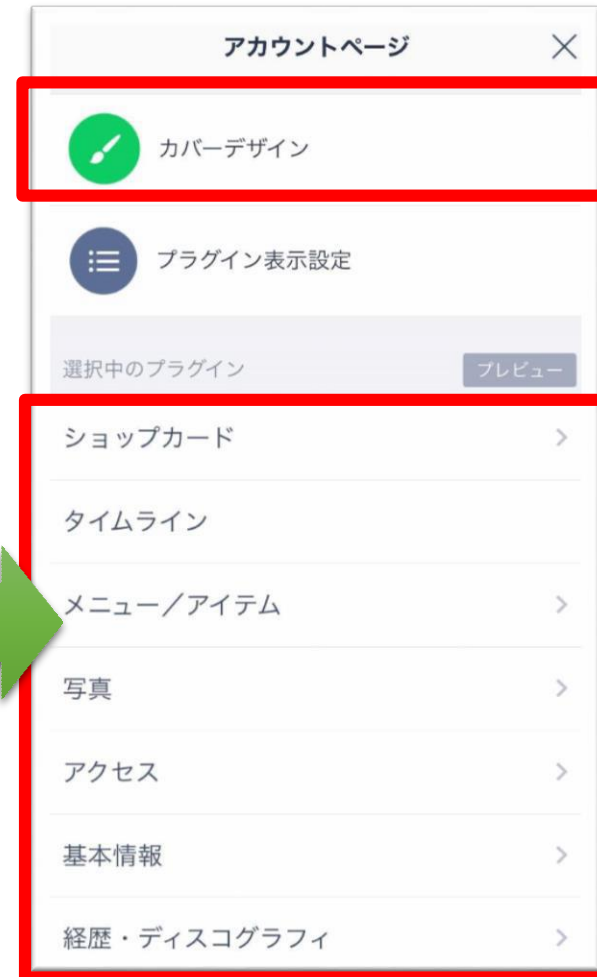 アカウントページ
カバーデザイン
プラグイン表示設定
選択中のプラグイン
プレビュー
ショップカード
タイムライン
メニュー／アイテム
写真
アクセス
基本情報
経歴・ディスコグラフィ